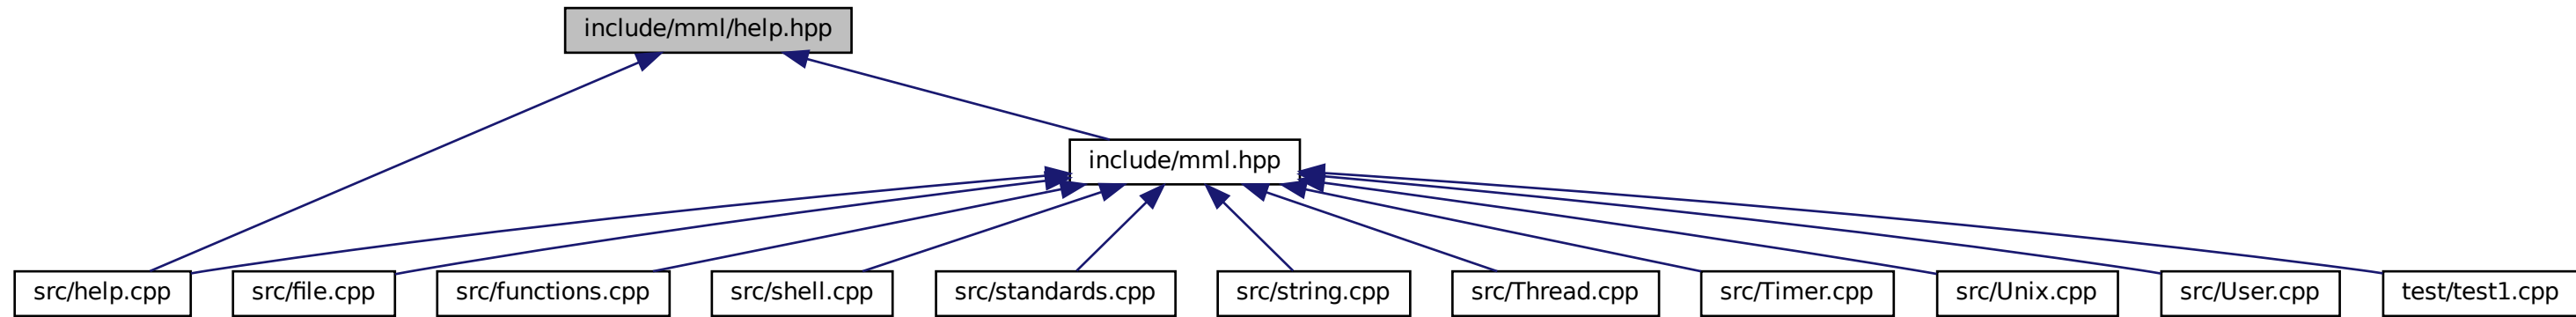 include/mml/help.hpp
include/mml.hpp
src/help.cpp
src/file.cpp
src/functions.cpp
src/shell.cpp
src/standards.cpp
src/string.cpp
src/Thread.cpp
src/Timer.cpp
src/Unix.cpp
src/User.cpp
test/test1.cpp